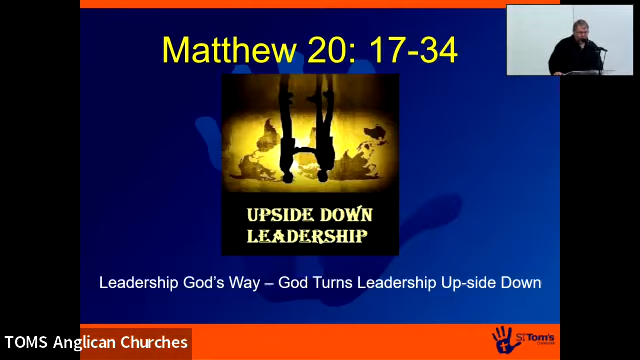 Matthew 20: 17-34
UPSIDE DOWN
LEADERSHIP
Leadership God's Way – God Turns Leadership Up-side Down
TOMS Anglican Churches
St Tom's